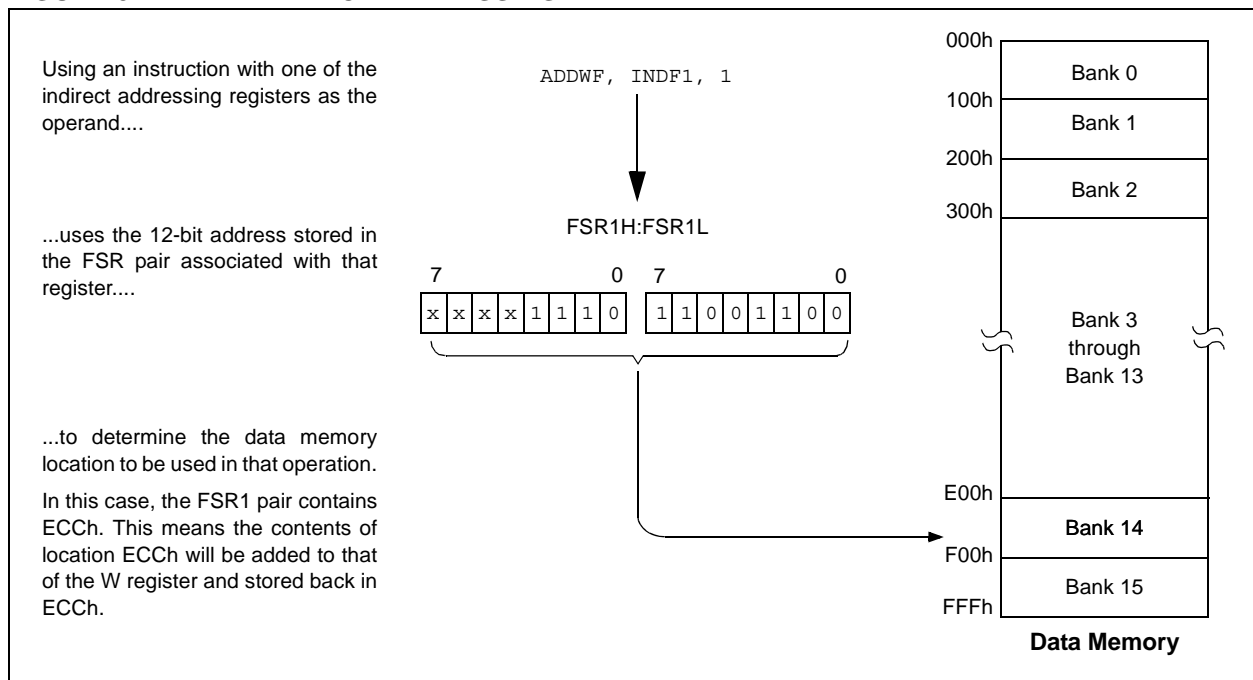 Using an instruction with one of the
indirect addressing registers as the
operand....
ADDWF, INDF1, 1
...uses the 12-bit address stored in
the FSR pair associated with that
register....
FSR1H:FSR1L
7 0 7 0
x x x x 1 1 1 0 1 1 0 0 1 1 0 0
...to determine the data memory
location to be used in that operation.
In this case, the FSR1 pair contains
ECCh. This means the contents of
location ECCh will be added to that
of the W register and stored back in
ECCh.
000h
Bank 0
100h
Bank 1
200h
Bank 2
300h
Bank 3
through
Bank 13
E00h
Bank 14
F00h
Bank 15
FFFh
Data Memory